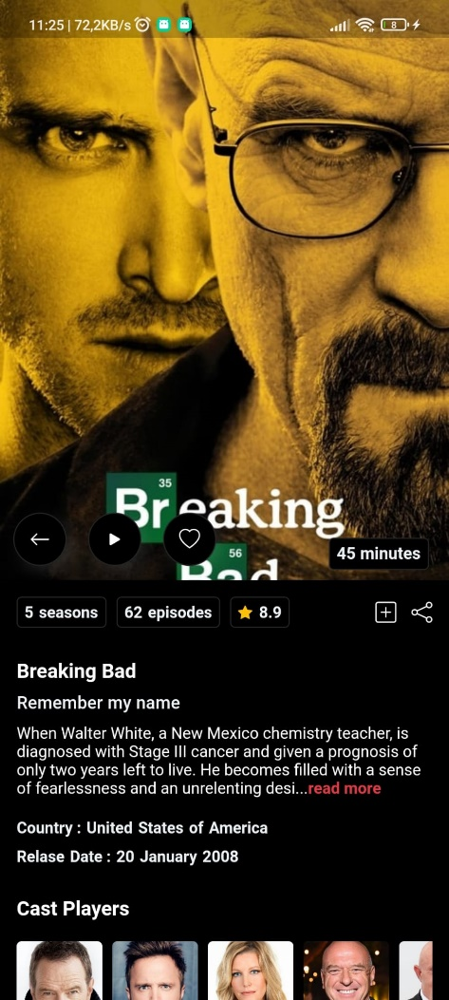 11:25 | 72,2KB/s
8
35
Breaking
56
Bad
45 minutes
5 seasons
62 episodes
8.9
Breaking Bad
Remember my name
When Walter White, a New Mexico chemistry teacher, is
diagnosed with Stage III cancer and given a prognosis of
only two years left to live. He becomes filled with a sense
of fearlessness and an unrelenting desi...read more
Country : United States of America
Relase Date : 20 January 2008
Cast Players